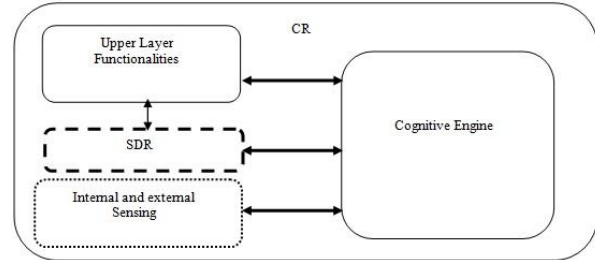 CR
Upper Layer
Functionalities
SDR
Internal and external
Sensing
Cognitive Engine